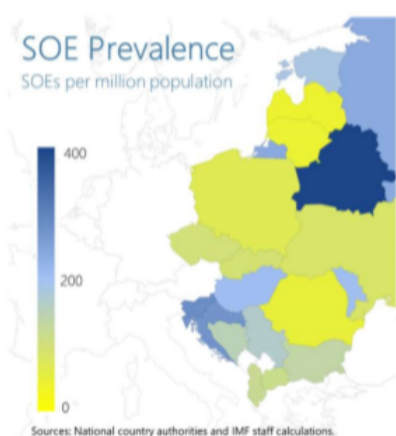 SOE Prevalence
SOEs per million population
400
200
0
Sources: National country authorities and IMF staff calculations.